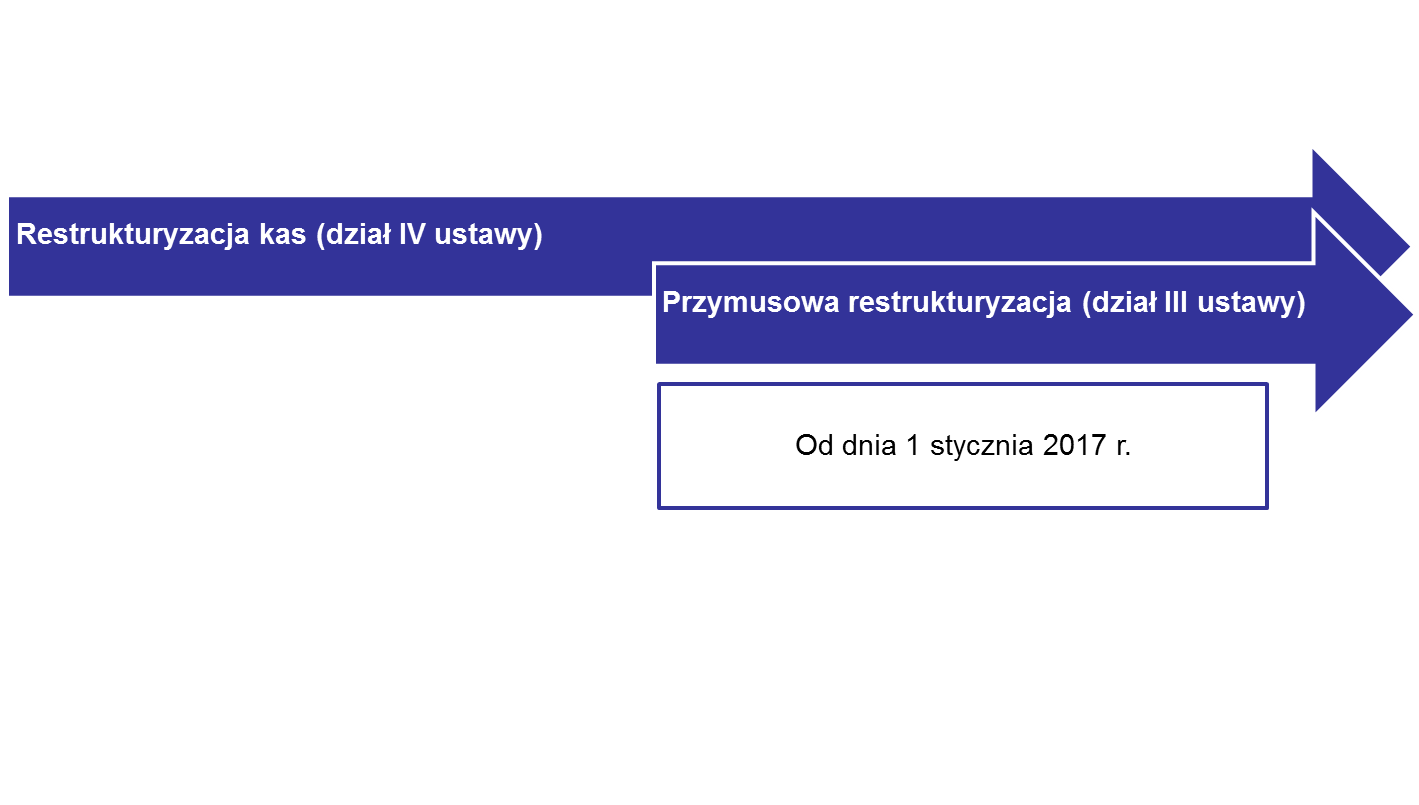 Restrukturyzacja kas (dział IV ustawy)
Przymusowa restrukturyzacja (dział III ustawy)
Od dnia 1 stycznia 2017 r.